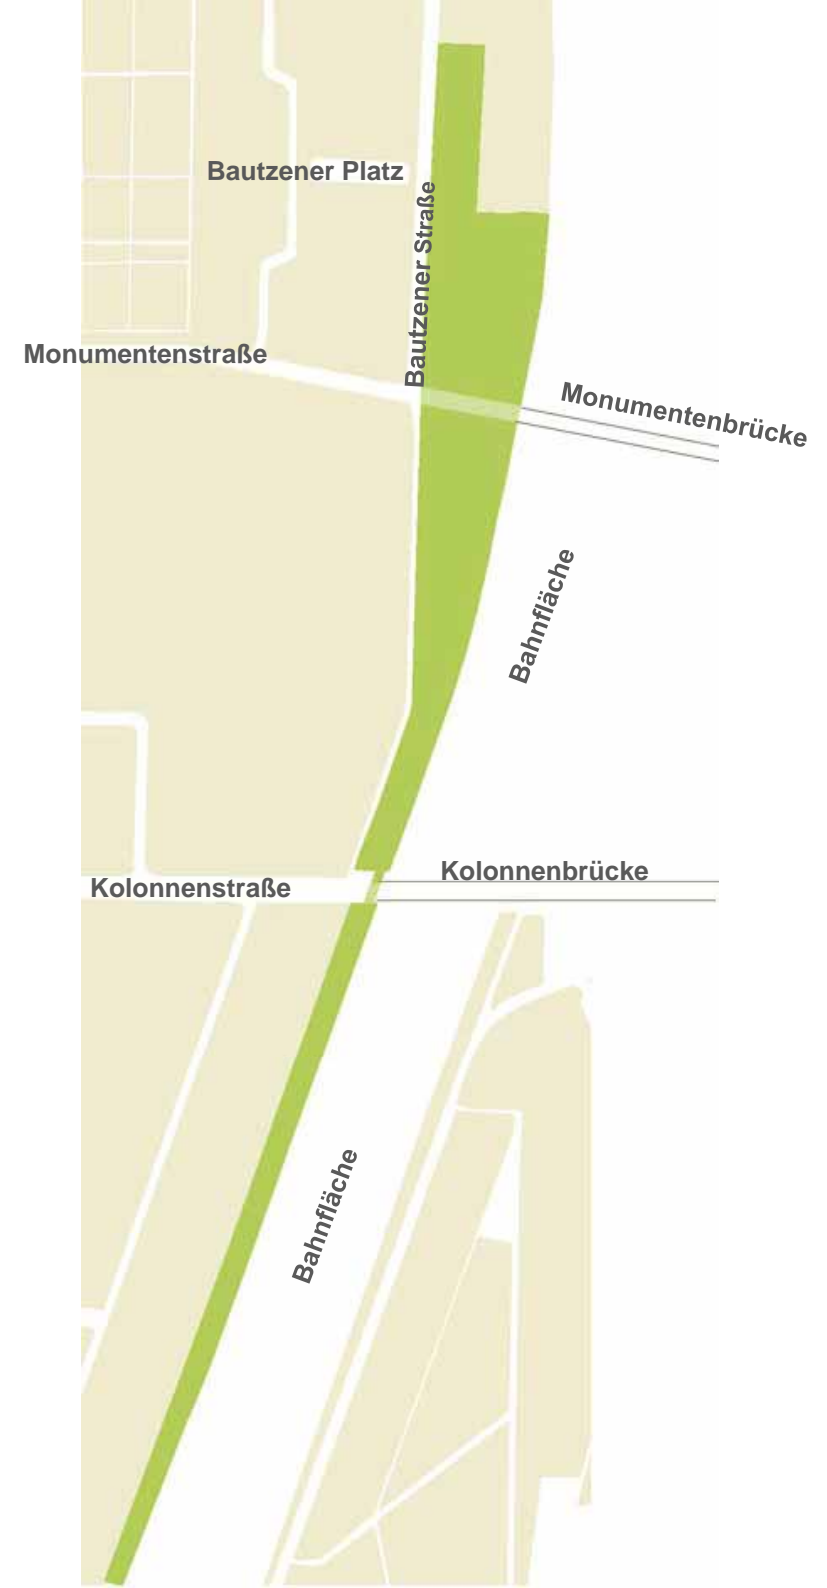 Bautzener Platz
Bautzener Straße
Monumentenstraße
Monumentenbrücke
Bahnfläche
Kolonnenbrücke
Kolonnenstraße
Bahnfläche